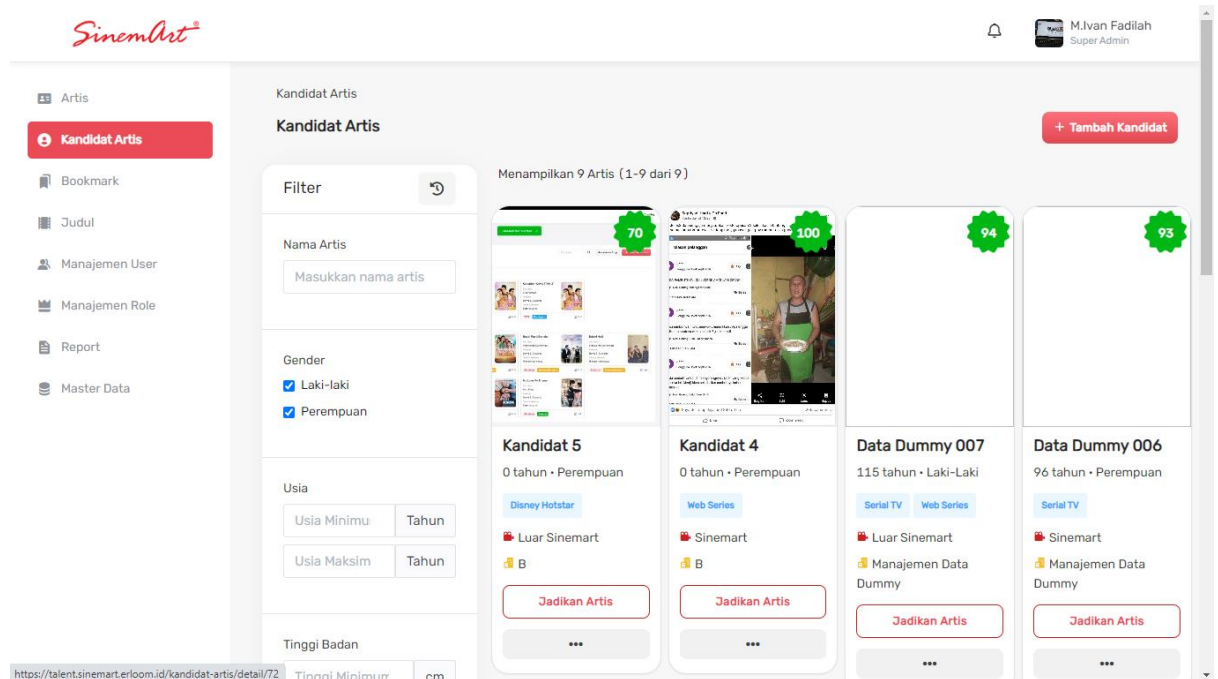 SinemArt
M.Ivan Fadilah
Super Admin
Artis
Kandidat Artis
Bookmark
Judul
Manajemen User
Manajemen Role
Report
Master Data
Kandidat Artis
Kandidat Artis
+ Tambah Kandidat
Filter
Nama Artis
Masukkan nama artis
Gender
Laki-laki
Perempuan
Usia
Usia Minimu
Tahun
Usia Maksim
Tahun
Tinggi Badan
Tinggi Minimum
cm
Menampilkan 9 Artis (1-9 dari 9)
70
Kandidat 5
0 tahun • Perempuan
Disney Hotstar
Luar Sinemart
B
Jadikan Artis
•••
100
Kandidat 4
0 tahun • Perempuan
Web Series
Sinemart
B
Jadikan Artis
•••
94
Data Dummy 007
115 tahun • Laki-Laki
Serial TV Web Series
Luar Sinemart
Manajemen Data
Dummy
Jadikan Artis
•••
93
Data Dummy 006
96 tahun • Perempuan
Serial TV
Sinemart
Manajemen Data
Dummy
Jadikan Artis
•••
https://talent.sinemart.erloom.id/kandidat-artis/detail/72